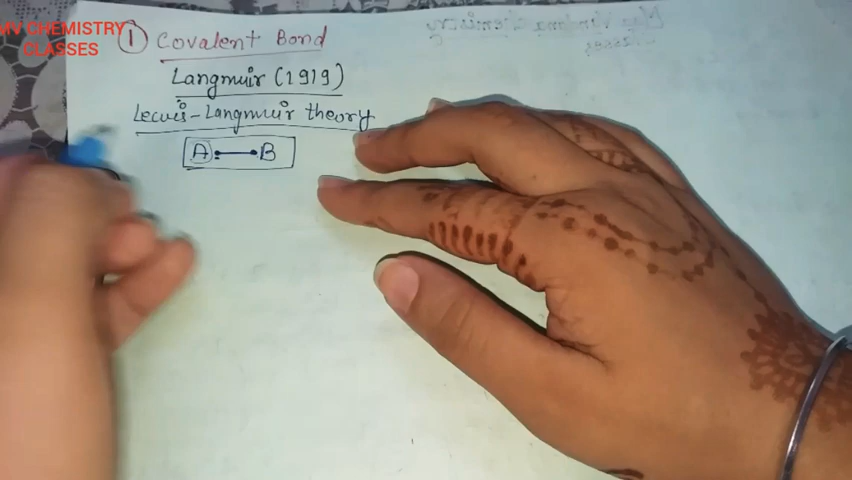 MV CHEMISTRY
CLASSES
① Covalent Bond
Langmuir (1919)
Lewis-Langmuir theory
A — B